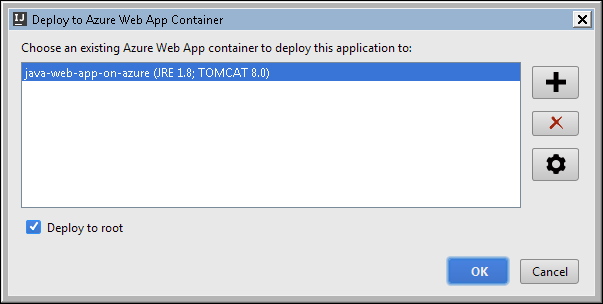 IJ
Deploy to Azure Web App Container
Choose an existing Azure Web App container to deploy this application to:
java-web-app-on-azure (JRE 1.8; TOMCAT 8.0)
Deploy to root
OK
Cancel